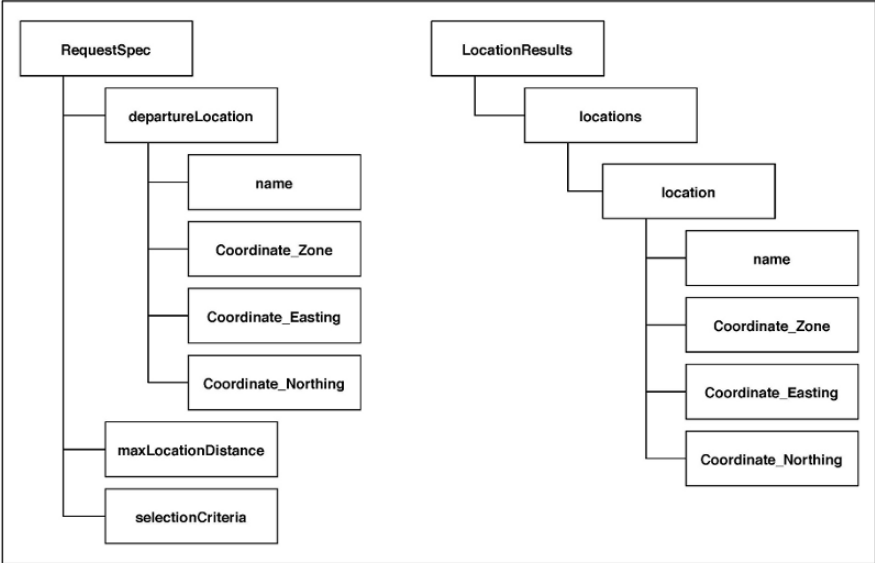 RequestSpec
departureLocation
name
Coordinate_Zone
Coordinate_Easting
Coordinate_Northing
maxLocationDistance
selectionCriteria
LocationResults
locations
location
name
Coordinate_Zone
Coordinate_Easting
Coordinate_Northing